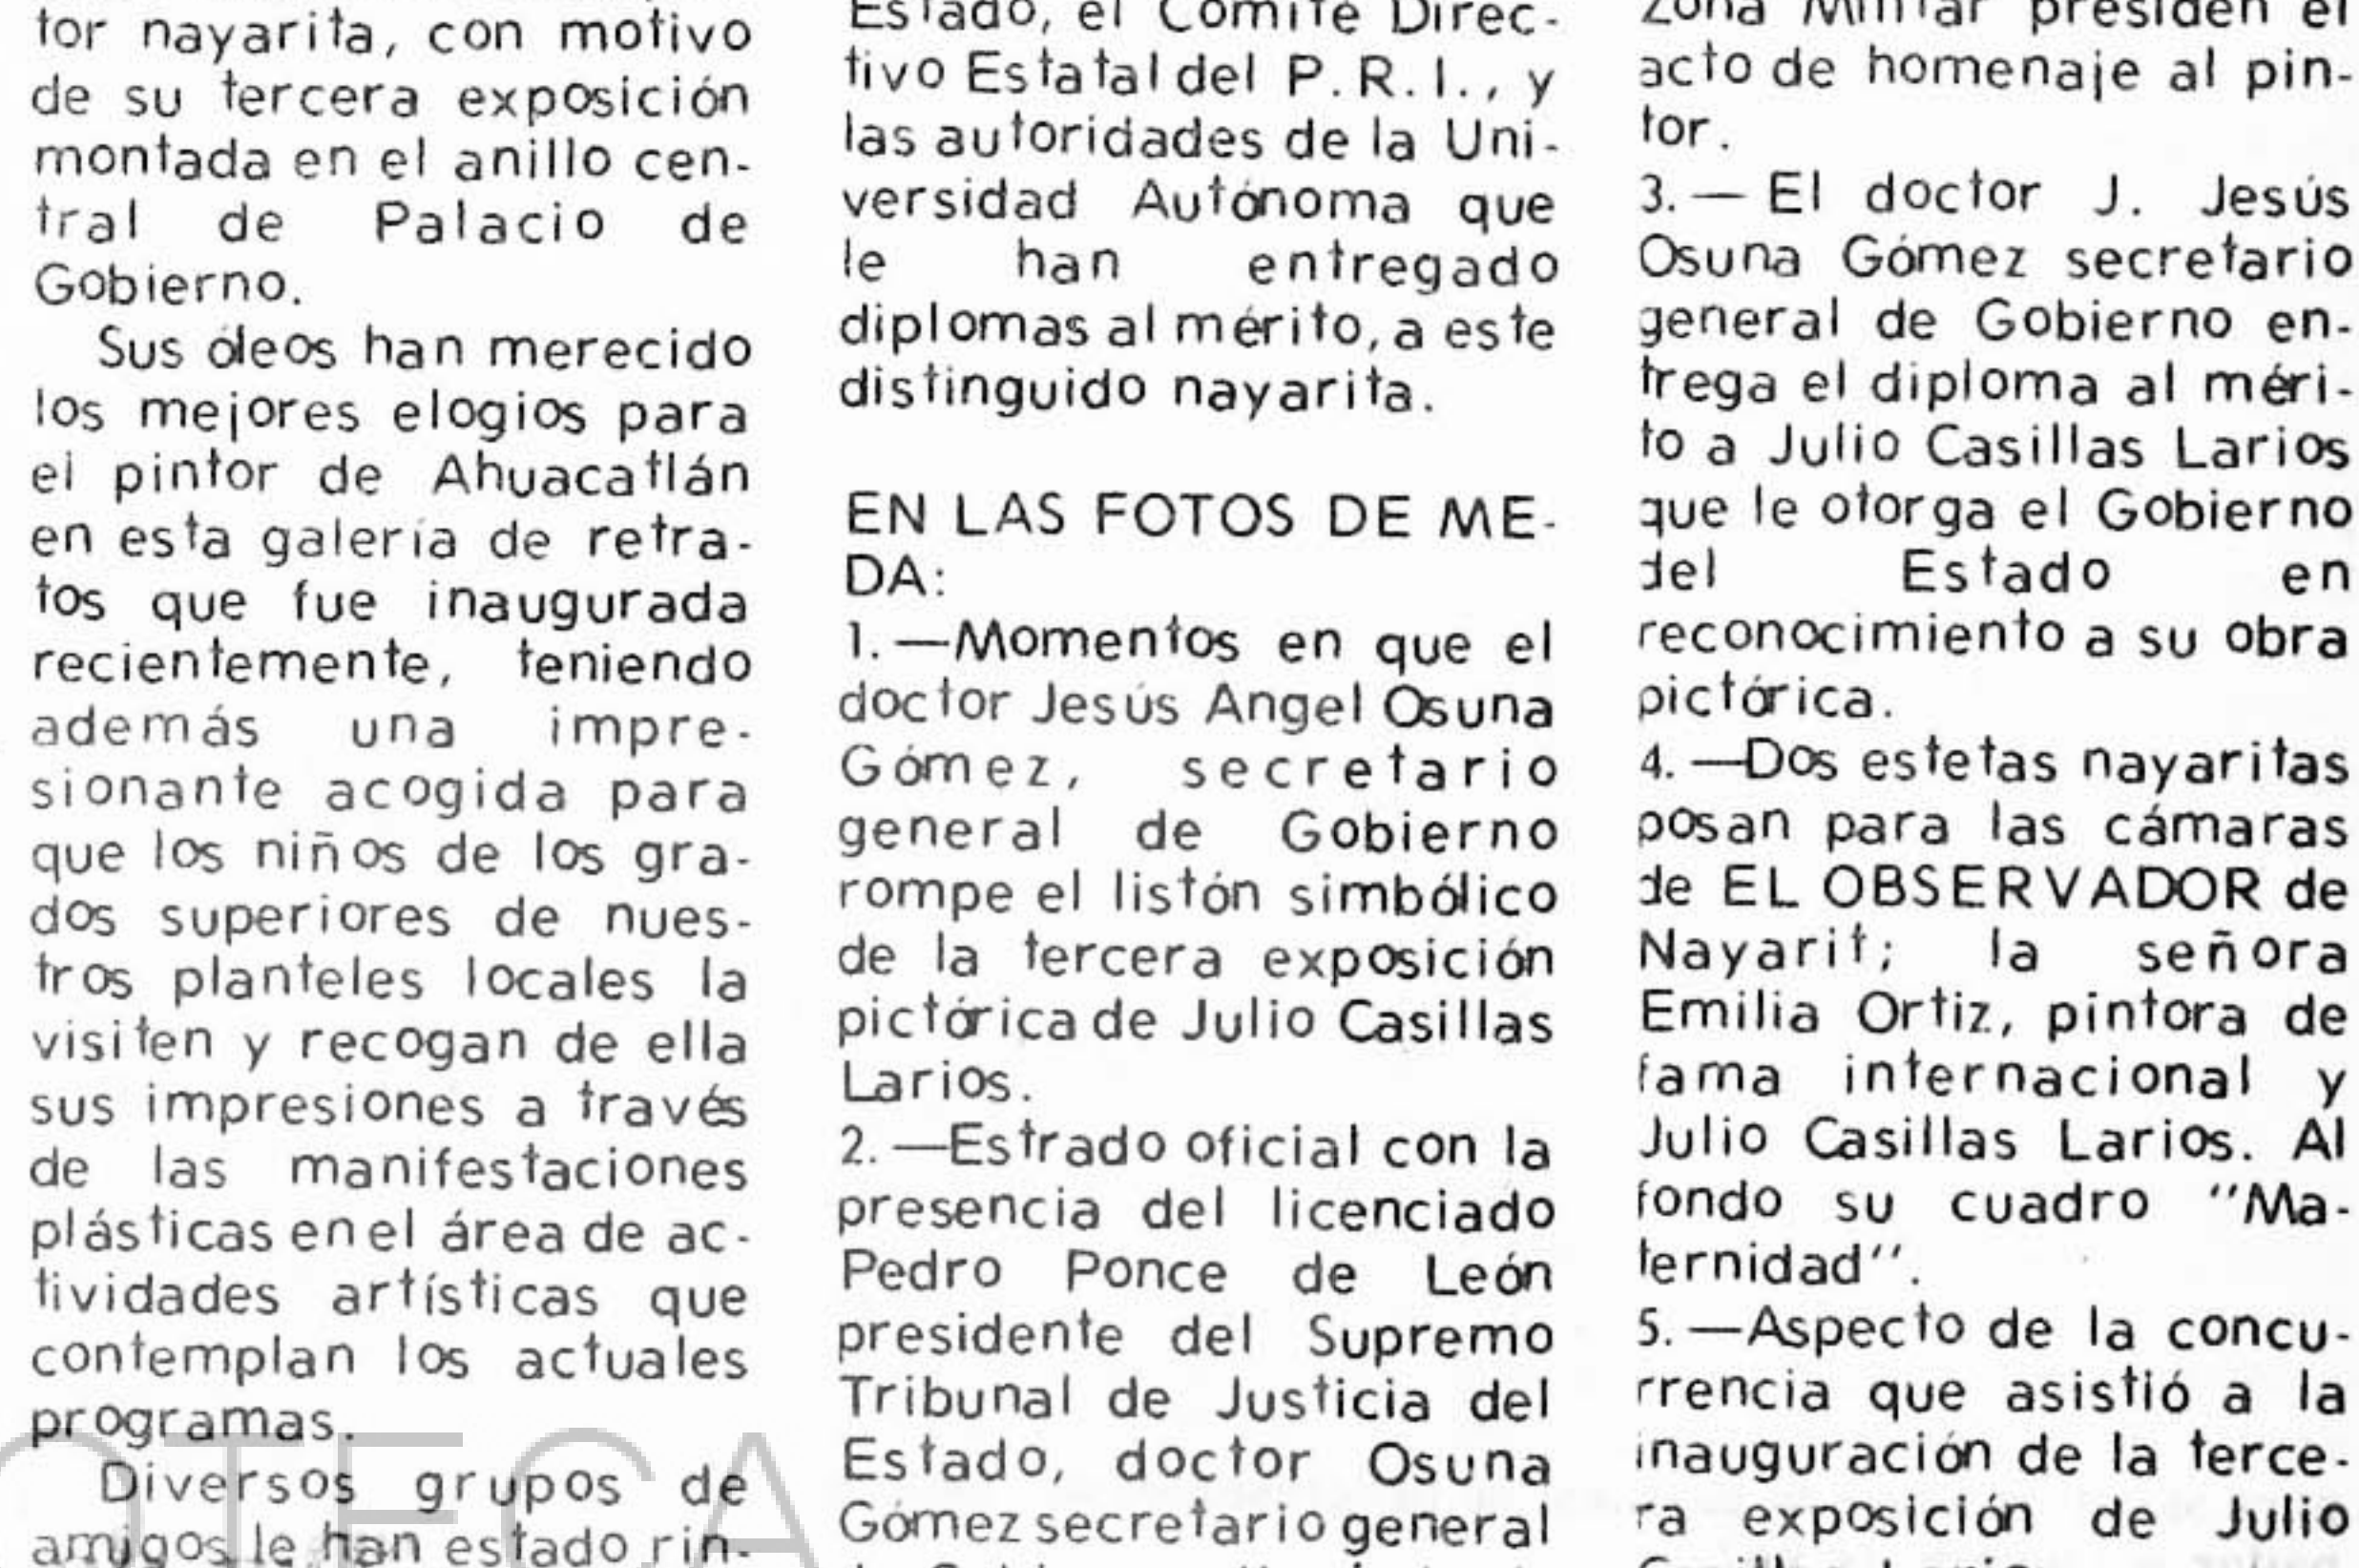 tor nayarita, con motivo
de su tercera exposición
montada en el anillo cen-
tral de Palacio de
Gobierno.
Sus óleos han merecido
los mejores elogios para
el pintor de Ahuacatlán
en esta galería de retra-
tos que fue inaugurada
recientemente, teniendo
además una impre-
sionante acogida para
que los niños de los gra-
dos superiores de nues-
tros planteles locales la
visiten y recogan de ella
sus impresiones a través
de las manifestaciones
plásticas en el área de ac-
tividades artísticas que
contemplan los actuales
programas.
Diversos grupos de
amigos le han estado rin-
Estado, el Comité Direc-
tivo Estatal del P.R.I., y
las autoridades de la Uni-
versidad Autónoma que
le han entregado
diplomas al mérito, a este
distinguido nayarita.
EN LAS FOTOS DE ME-
DA:
1.—Momentos en que el
doctor Jesús Angel Osuna
Gómez, secretario
general de Gobierno
rompe el listón simbólico
de la tercera exposición
pictórica de Julio Casillas
Larios.
2.—Estrado oficial con la
presencia del licenciado
Pedro Ponce de León
presidente del Supremo
Tribunal de Justicia del
Estado, doctor Osuna
Gómez secretario general
Zona Militar presiden el
acto de homenaje al pin-
tor.
3.— El doctor J. Jesús
Osuna Gómez secretario
general de Gobierno en-
trega el diploma al méri-
to a Julio Casillas Larios
que le otorga el Gobierno
del Estado en
reconocimiento a su obra
pictórica.
4.—Dos estetas nayaritas
posan para las cámaras
de EL OBSERVADOR de
Nayarit; la señora
Emilia Ortiz, pintora de
fama internacional y
Julio Casillas Larios. Al
fondo su cuadro "Ma-
ternidad".
5.—Aspecto de la concu-
rrencia que asistió a la
inauguración de la terce-
ra exposición de Julio